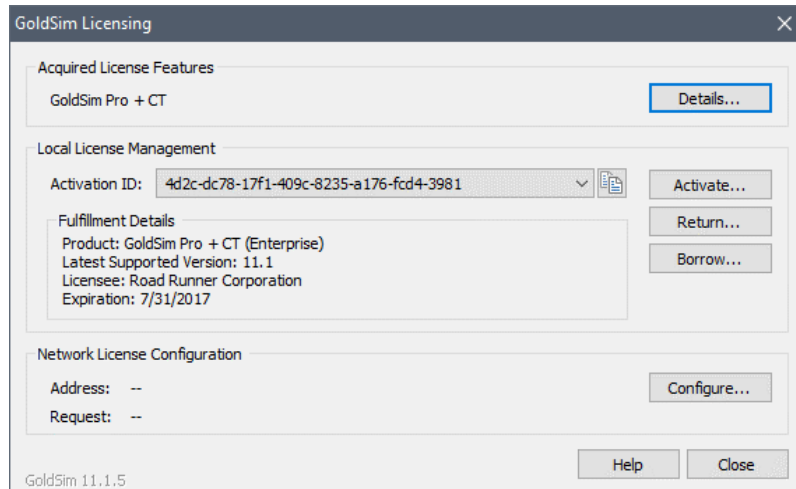 GoldSim Licensing
Acquired License Features
GoldSim Pro + CT
Details...
Local License Management
Activation ID: 4d2c-dc78-17f1-409c-8235-a176-fcd4-3981
Activate...
Fulfillment Details
Product: GoldSim Pro + CT (Enterprise)
Latest Supported Version: 11.1
Licensee: Road Runner Corporation
Expiration: 7/31/2017
Return...
Borrow...
Network License Configuration
Address: --
Configure...
Request: --
Help
Close
GoldSim 11.1.5